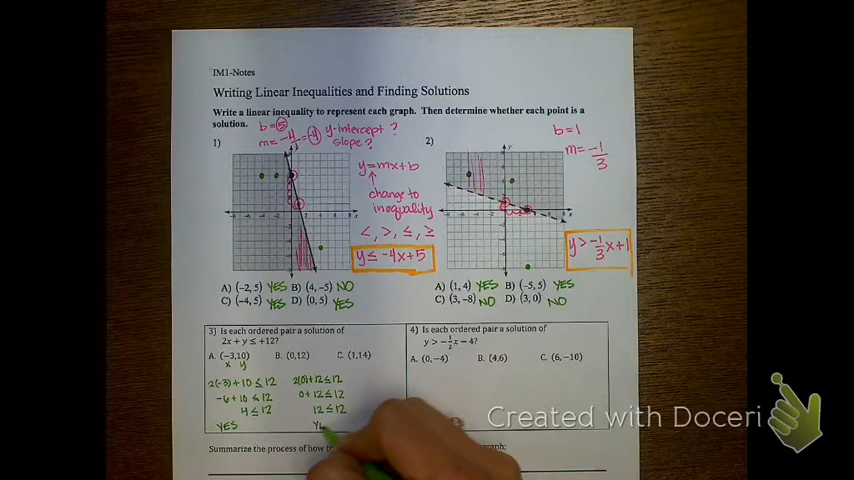 IM1-Notes
Writing Linear Inequalities and Finding Solutions
Write a linear inequality to represent each graph. Then determine whether each point is a
solution.
b=5
m= -4/1 = -4
y-intercept ?
slope ?
1)
y=mx+b
change to
inequality
<, >, ≤, ≥
y ≤ -4x+5
A) (-2, 5) YES B) (4, -5) NO
C) (-4, 5) YES D) (0, 5) YES
2)
b=1
m= -1/3
y > -1/3 x+1
A) (1, 4) YES B) (-5, 5) YES
C) (3, -8) NO D) (3, 0) NO
3) Is each ordered pair a solution of
2x + y ≤ +12?
A. (-3,10) B. (0,12) C. (1,14)
x y
2(-3)+10 ≤ 12
-6+10 ≤ 12
4 ≤ 12
YES
2(0)+12 ≤ 12
0+12 ≤ 12
12 ≤ 12
4) Is each ordered pair a solution of
y > -1/2 x - 4?
A. (0, -4) B. (4,6) C. (6, -10)
Created with Doceri
Summarize the process of how graph: